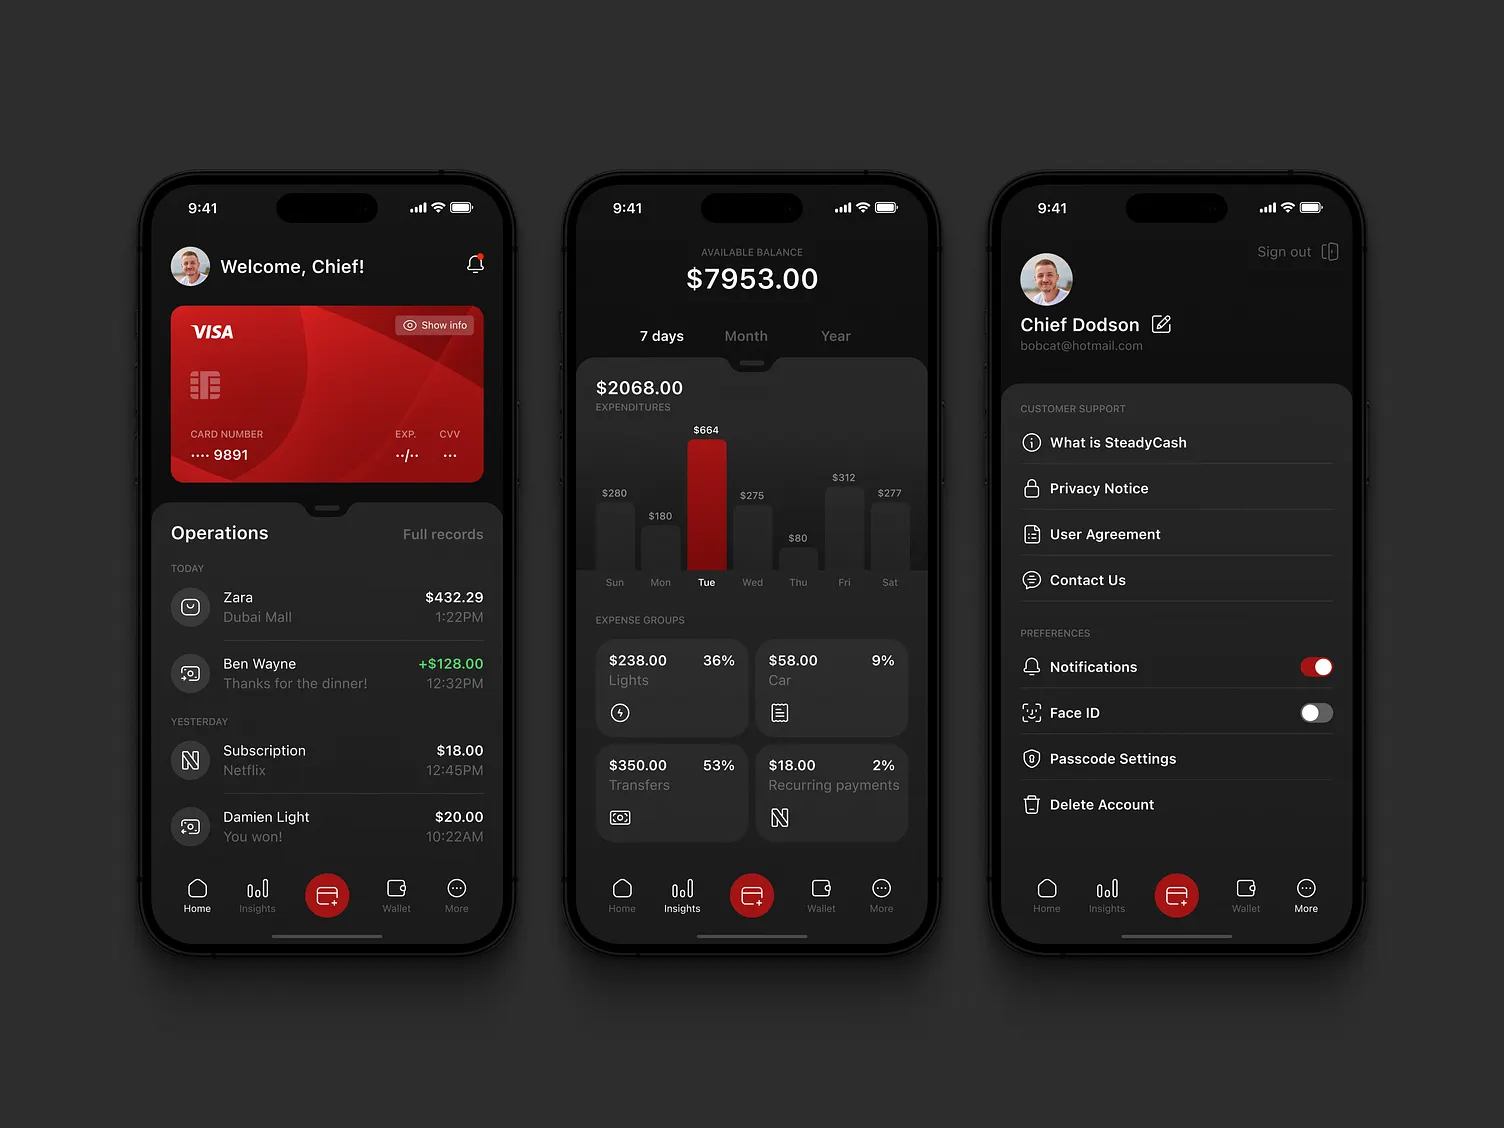 9:41
Welcome, Chief!
VISA
Show info
CARD NUMBER
EXP.
CVV
•••• 9891
••/••
•••
Operations
Full records
TODAY
Zara
$432.29
Dubai Mall
1:22PM
Ben Wayne
+$128.00
Thanks for the dinner!
12:32PM
YESTERDAY
Subscription
$18.00
Netflix
12:45PM
Damien Light
$20.00
You won!
10:22AM
Home
Insights
Wallet
More
9:41
AVAILABLE BALANCE
$7953.00
7 days
Month
Year
$2068.00
EXPENDITURES
$664
$312
$280
$277
$275
$180
$80
Sun
Mon
Tue
Wed
Thu
Fri
Sat
EXPENSE GROUPS
$238.00
36%
Lights
$58.00
9%
Car
$350.00
53%
Transfers
$18.00
2%
Recurring payments
Home
Insights
Wallet
More
9:41
Sign out
Chief Dodson
bobcat@hotmail.com
CUSTOMER SUPPORT
What is SteadyCash
Privacy Notice
User Agreement
Contact Us
PREFERENCES
Notifications
Face ID
Passcode Settings
Delete Account
Home
Insights
Wallet
More